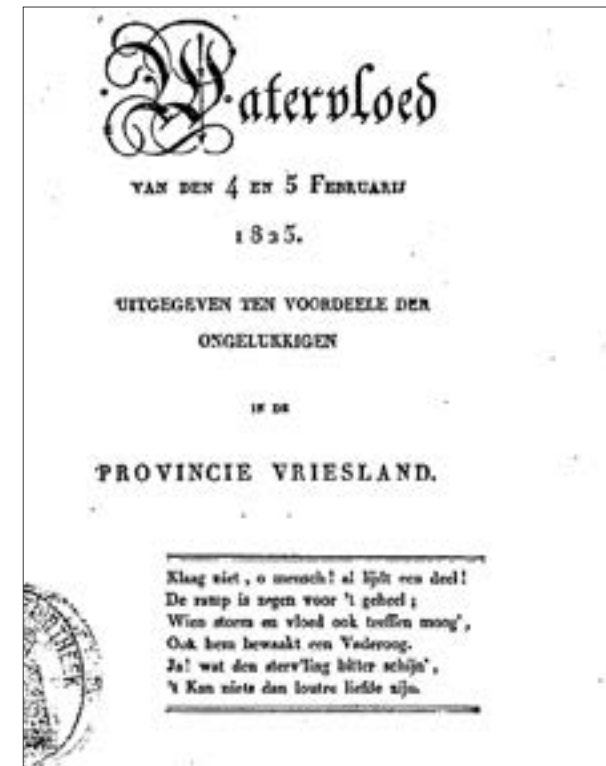 Watervloed
VAN DEN 4 EN 5 FEBRUARIJ
1825.
UITGEGEVEN TEN VOORDEELE DER
ONGELUKKIGEN
IN DE
PROVINCIE VRIESLAND.
Klaag niet, o mensch! al lijdt een deel!
De ramp is zegen voor 't geheel;
Wien storm en vloed ook treffen moog',
Ook hem bewaakt een Vaderoog.
Ja! wat den sterv'ling bitter schijn',
't Kan niets dan loutre liefde zijn.